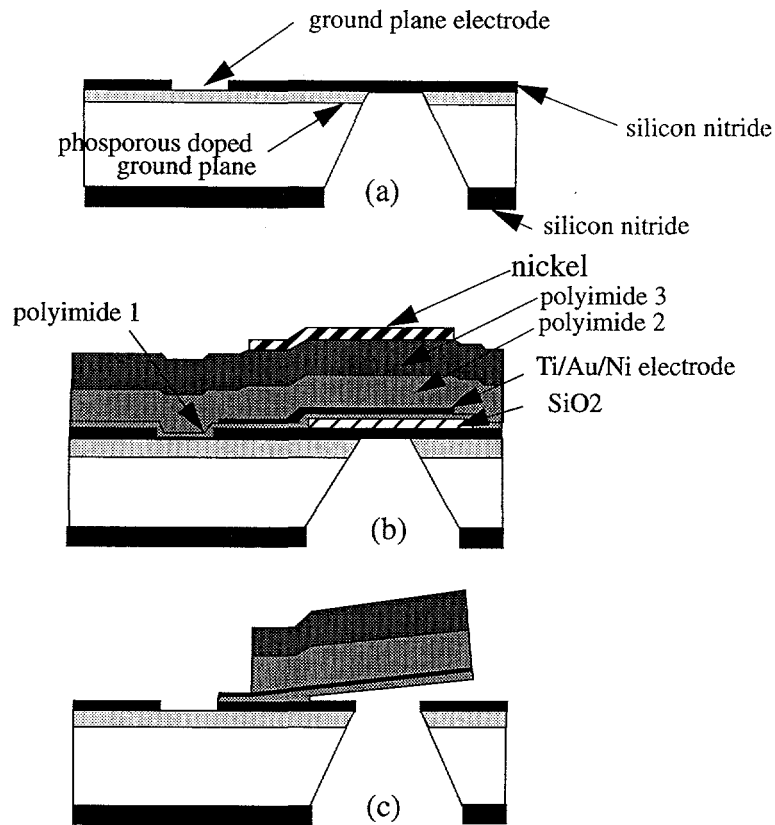 ground plane electrode
phosporous doped
ground plane
silicon nitride
(a)
silicon nitride
nickel
polyimide 3
polyimide 1
polyimide 2
Ti/Au/Ni electrode
SiO2
(b)
(c)